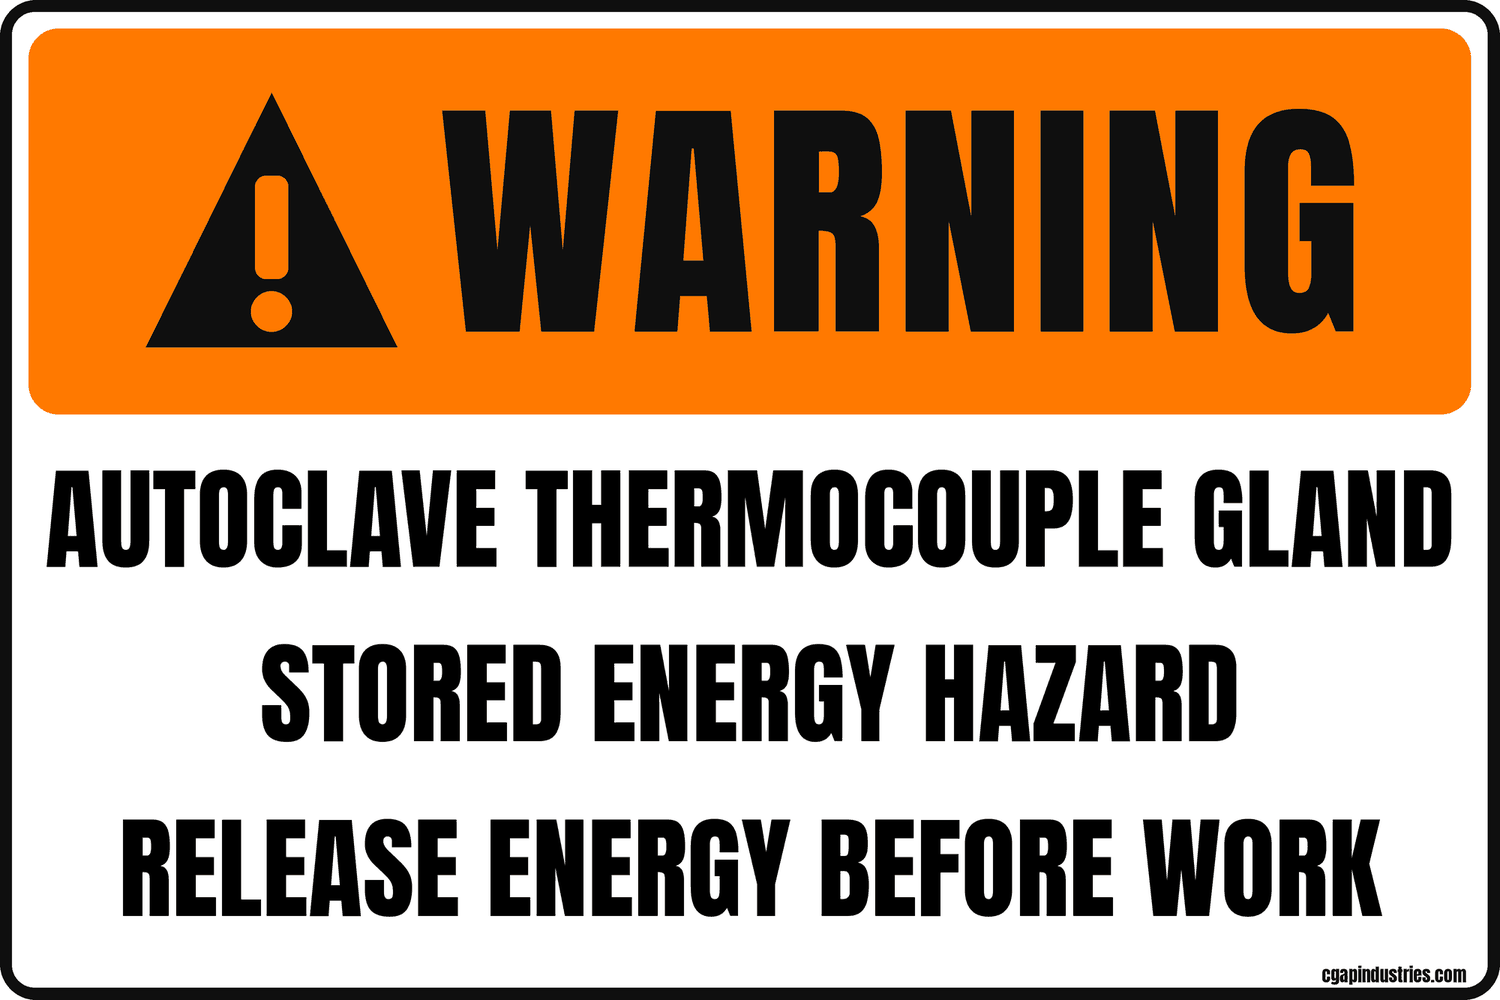 WARNING
AUTOCLAVE THERMOCOUPLE GLAND
STORED ENERGY HAZARD
RELEASE ENERGY BEFORE WORK
cgapindustries.com